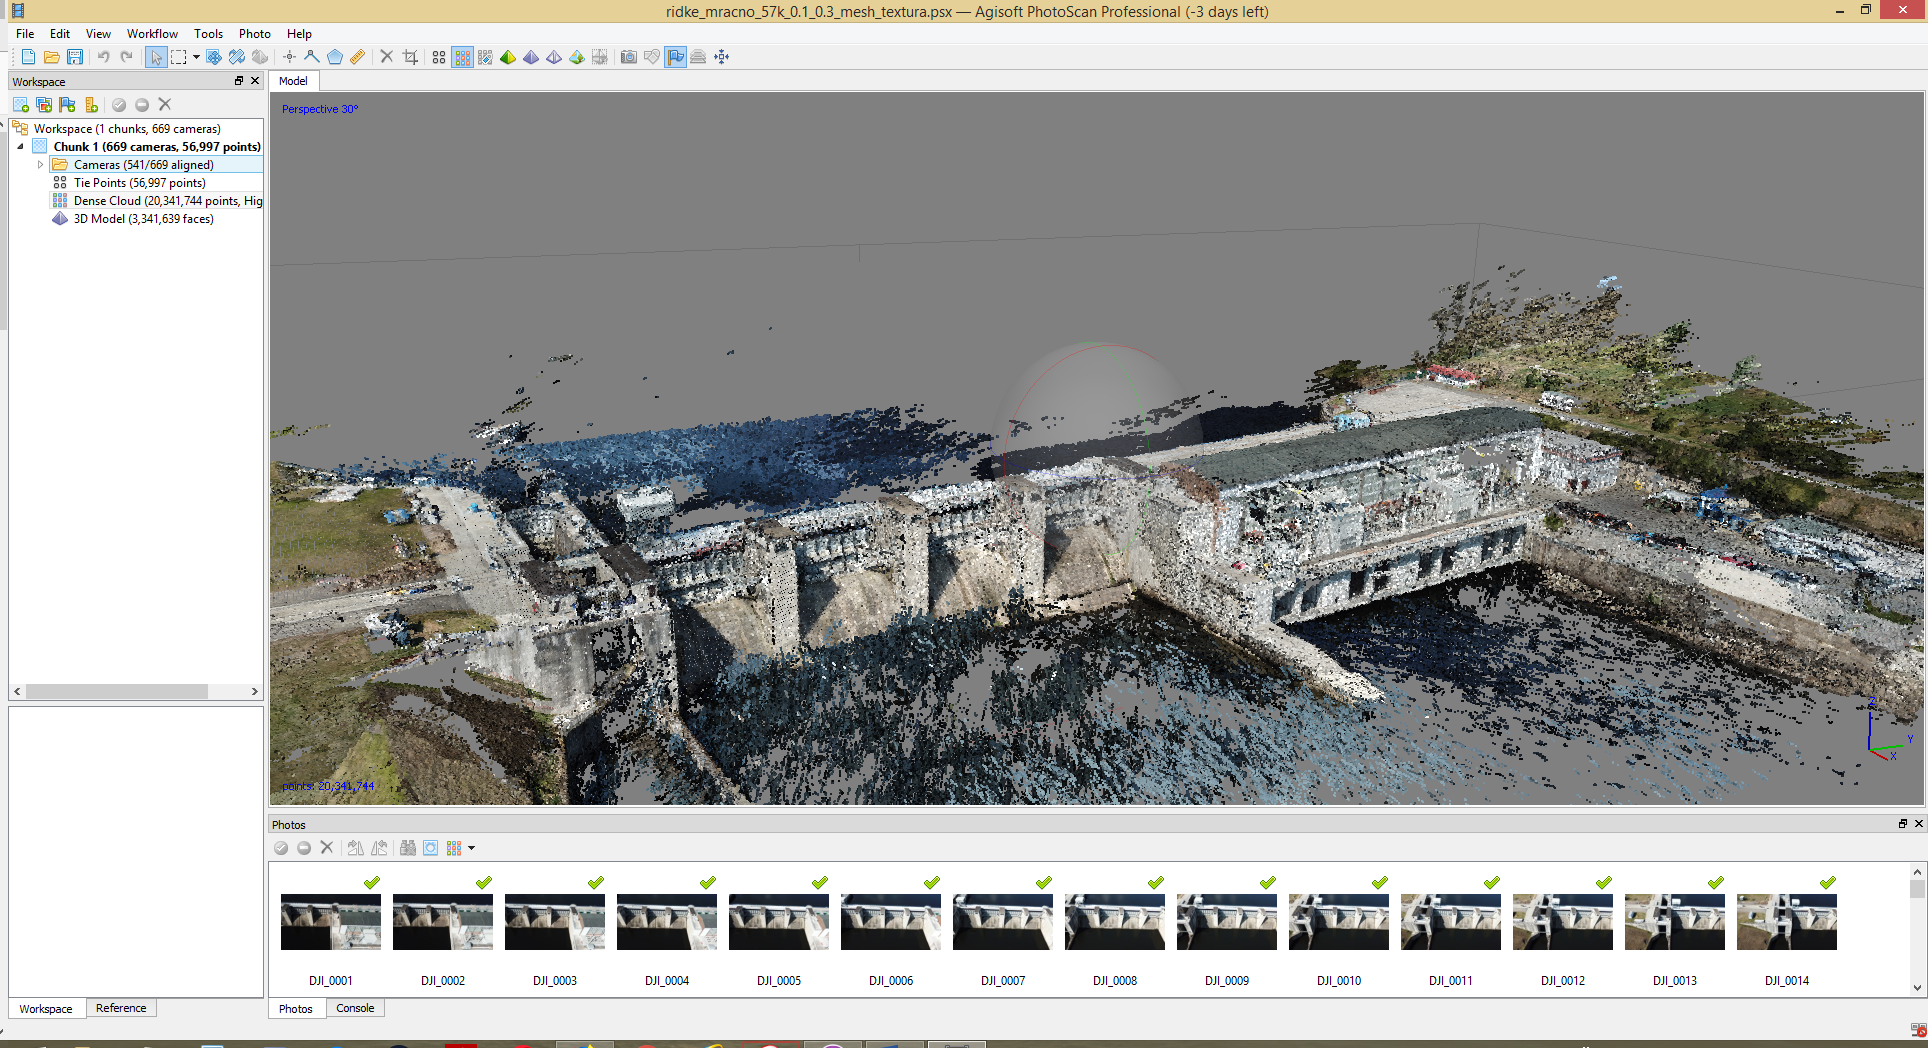 ridke_mracno_57k_0.1_0.3_mesh_textura.psx — Agisoft PhotoScan Professional (-3 days left)
File Edit View Workflow Tools Photo Help
Workspace
Model
Perspective 30°
Workspace (1 chunks, 669 cameras)
Chunk 1 (669 cameras, 56,997 points)
Cameras (541/669 aligned)
Tie Points (56,997 points)
Dense Cloud (20,341,744 points, Hig
3D Model (3,341,639 faces)
Z
Y
X
points: 20,341,744
Photos
DJI_0001 DJI_0002 DJI_0003 DJI_0004 DJI_0005 DJI_0006 DJI_0007 DJI_0008 DJI_0009 DJI_0010 DJI_0011 DJI_0012 DJI_0013 DJI_0014
Workspace Reference
Photos Console